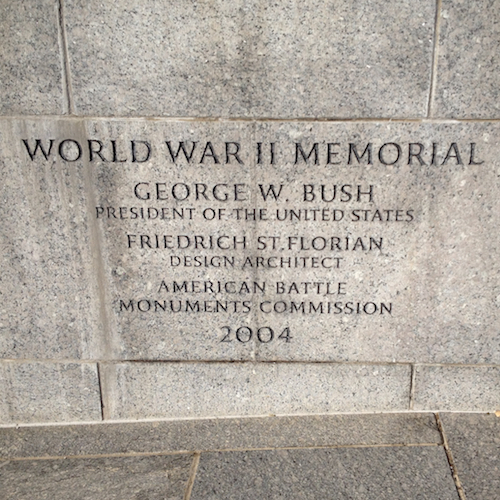 WORLD WAR II MEMORIAL
GEORGE W. BUSH
PRESIDENT OF THE UNITED STATES
FRIEDRICH ST.FLORIAN
DESIGN ARCHITECT
AMERICAN BATTLE
MONUMENTS COMMISSION
2004